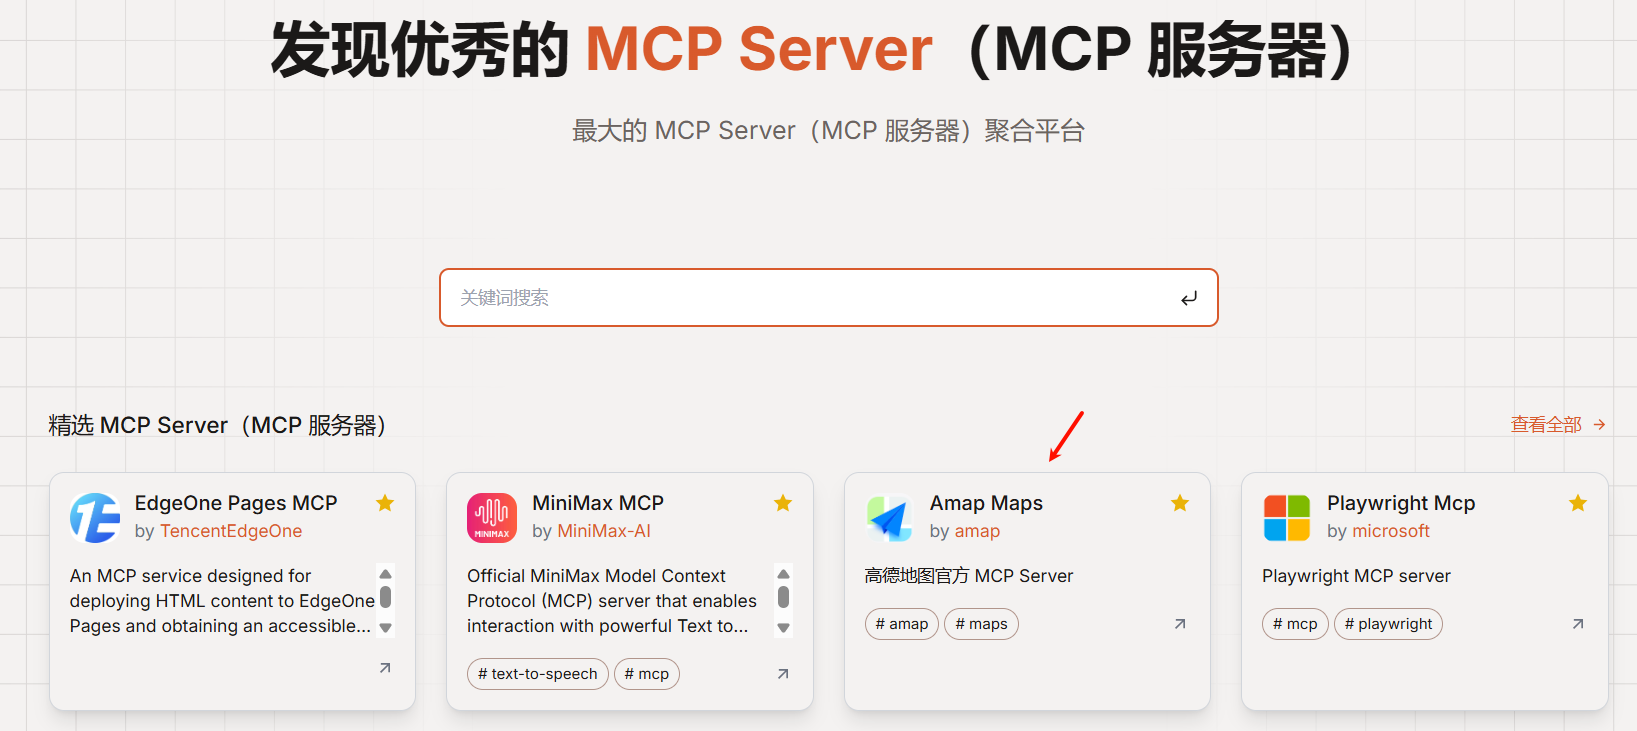 发现优秀的 MCP Server（MCP 服务器）
最大的 MCP Server（MCP 服务器）聚合平台
关键词搜索
精选 MCP Server（MCP 服务器）
查看全部 →
EdgeOne Pages MCP
by TencentEdgeOne
An MCP service designed for
deploying HTML content to EdgeOne
Pages and obtaining an accessible...
MiniMax MCP
by MiniMax-AI
MINIMAX
Official MiniMax Model Context
Protocol (MCP) server that enables
interaction with powerful Text to...
# text-to-speech
# mcp
Amap Maps
by amap
高德地图官方 MCP Server
# amap
# maps
Playwright Mcp
by microsoft
Playwright MCP server
# mcp
# playwright